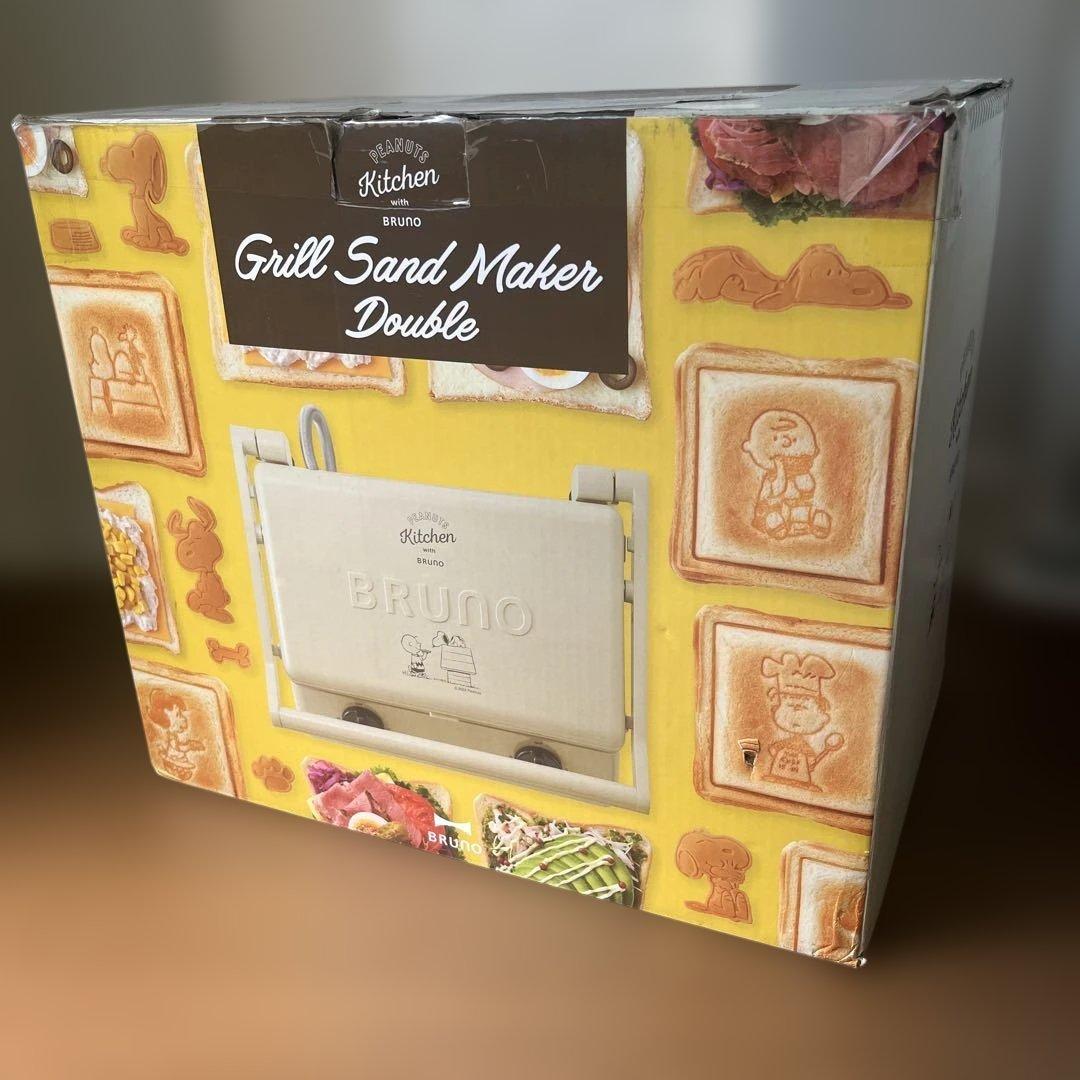 PEANUTS
Kitchen
with
BRUNO
Grill Sand Maker
Double
PEANUTS
Kitchen
with
BRUNO
BRUNO
BRUNO